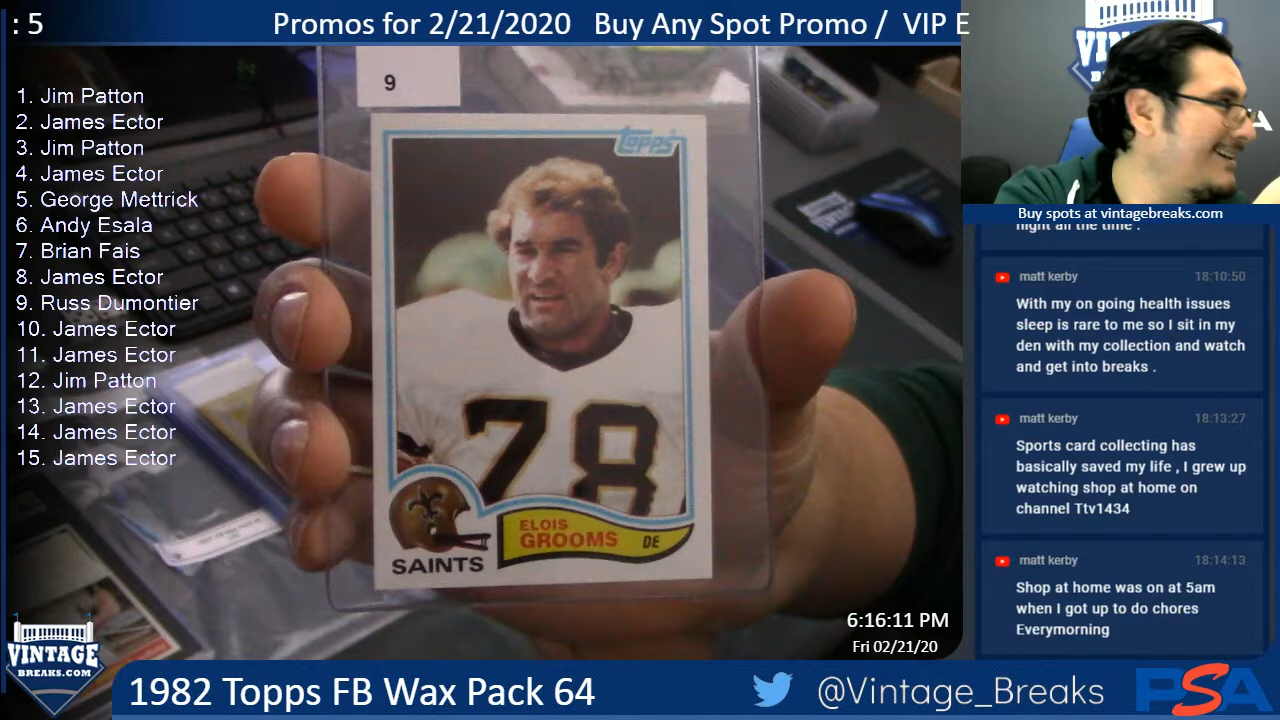 : 5
Promos for 2/21/2020 Buy Any Spot Promo / VIP E
1. Jim Patton
2. James Ector
3. Jim Patton
4. James Ector
5. George Mettrick
6. Andy Esala
7. Brian Fais
8. James Ector
9. Russ Dumontier
10. James Ector
11. James Ector
12. Jim Patton
13. James Ector
14. James Ector
15. James Ector
9
Topps
78
ELOIS
GROOMS DE
SAINTS
Buy spots at vintagebreaks.com
night all the time .
matt kerby 18:10:50
With my on going health issues
sleep is rare to me so I sit in my
den with my collection and watch
and get into breaks .
matt kerby 18:13:27
Sports card collecting has
basically saved my life , I grew up
watching shop at home on
channel Ttv1434
matt kerby 18:14:13
Shop at home was on at 5am
when I got up to do chores
Everymorning
6:16:11 PM
Fri 02/21/20
VINTAGE
BREAKS.COM
1982 Topps FB Wax Pack 64
@Vintage_Breaks
PSA